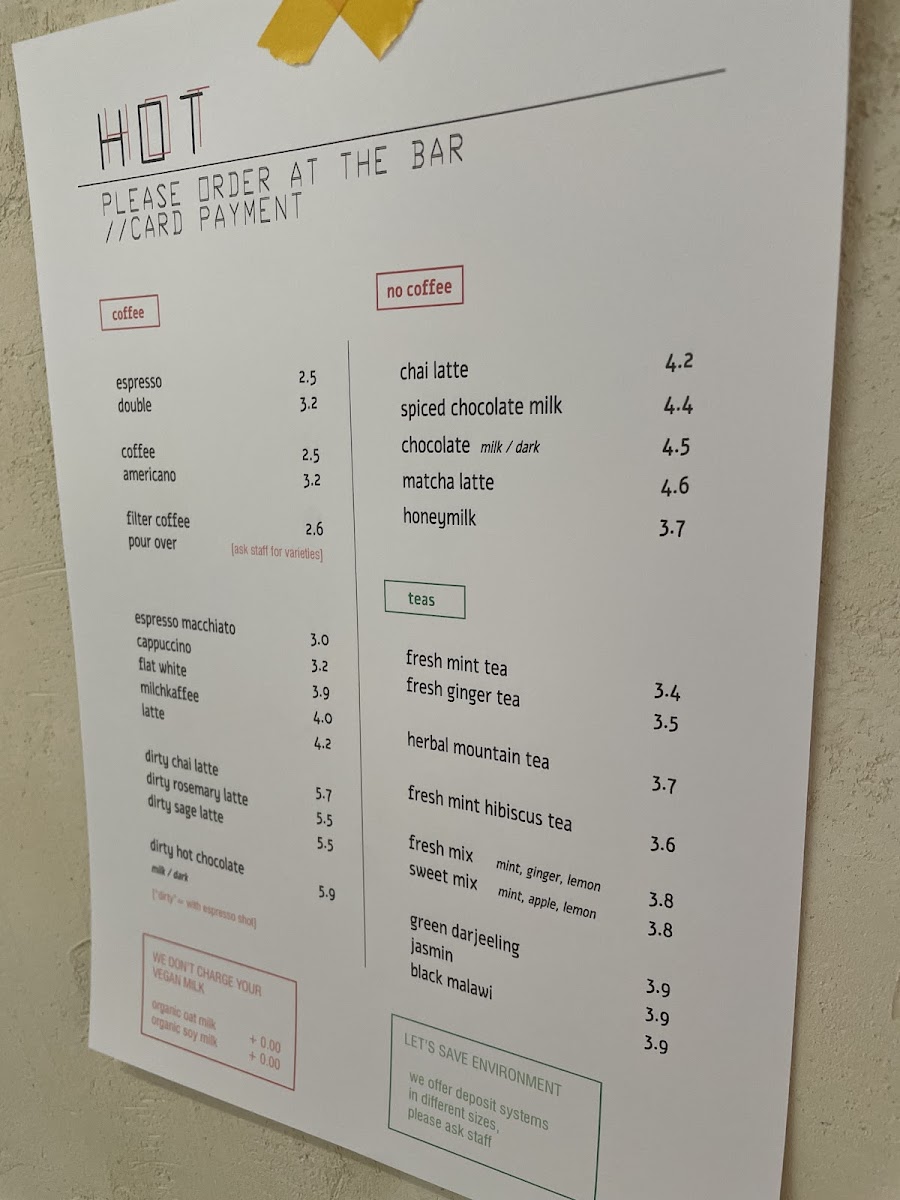 HOT
PLEASE ORDER AT THE BAR
//CARD PAYMENT
coffee
espresso 2.5
double 3.2
coffee 2.5
americano 3.2
filter coffee 2.6
pour over [ask staff for varieties]
espresso macchiato 3.0
cappuccino 3.2
flat white 3.9
milchkaffee 4.0
latte 4.2
dirty chai latte 5.7
dirty rosemary latte 5.5
dirty sage latte 5.5
dirty hot chocolate 5.9
milk / dark
["dirty" = with espresso shot]
WE DON'T CHARGE YOUR
VEGAN MILK
organic oat milk + 0.00
organic soy milk + 0.00
no coffee
chai latte 4.2
spiced chocolate milk 4.4
chocolate milk / dark 4.5
matcha latte 4.6
honeymilk 3.7
teas
fresh mint tea 3.4
fresh ginger tea 3.5
herbal mountain tea 3.7
fresh mint hibiscus tea 3.6
fresh mix mint, ginger, lemon 3.8
sweet mix mint, apple, lemon 3.8
green darjeeling 3.9
jasmin 3.9
black malawi 3.9
LET'S SAVE ENVIRONMENT
we offer deposit systems
in different sizes,
please ask staff